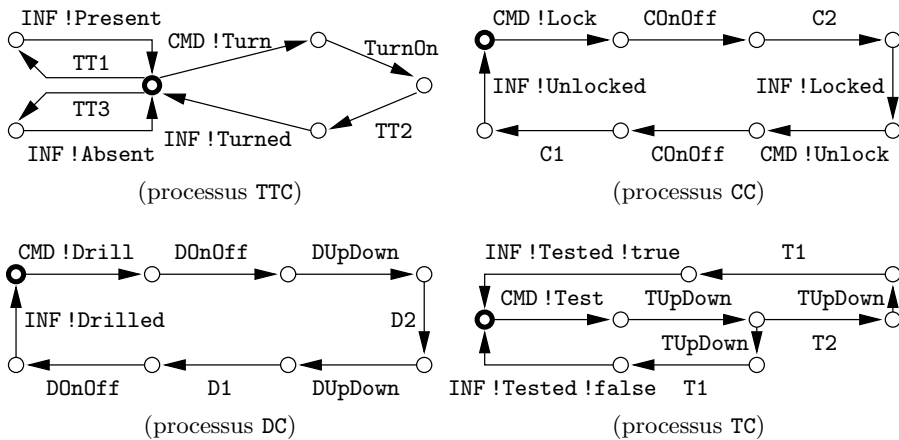 INF !Present
TT1
TT3
INF !Absent
CMD !Turn
TurnOn
TT2
INF !Turned
(processus TTC)
CMD !Lock
COnOff
C2
INF !Unlocked
INF !Locked
C1
COnOff
CMD !Unlock
(processus CC)
CMD !Drill
DOnOff
DUpDown
INF !Drilled
D2
DOnOff
D1
DUpDown
(processus DC)
INF !Tested !true
T1
CMD !Test
TUpDown
TUpDown
TUpDown
T2
INF !Tested !false
T1
(processus TC)